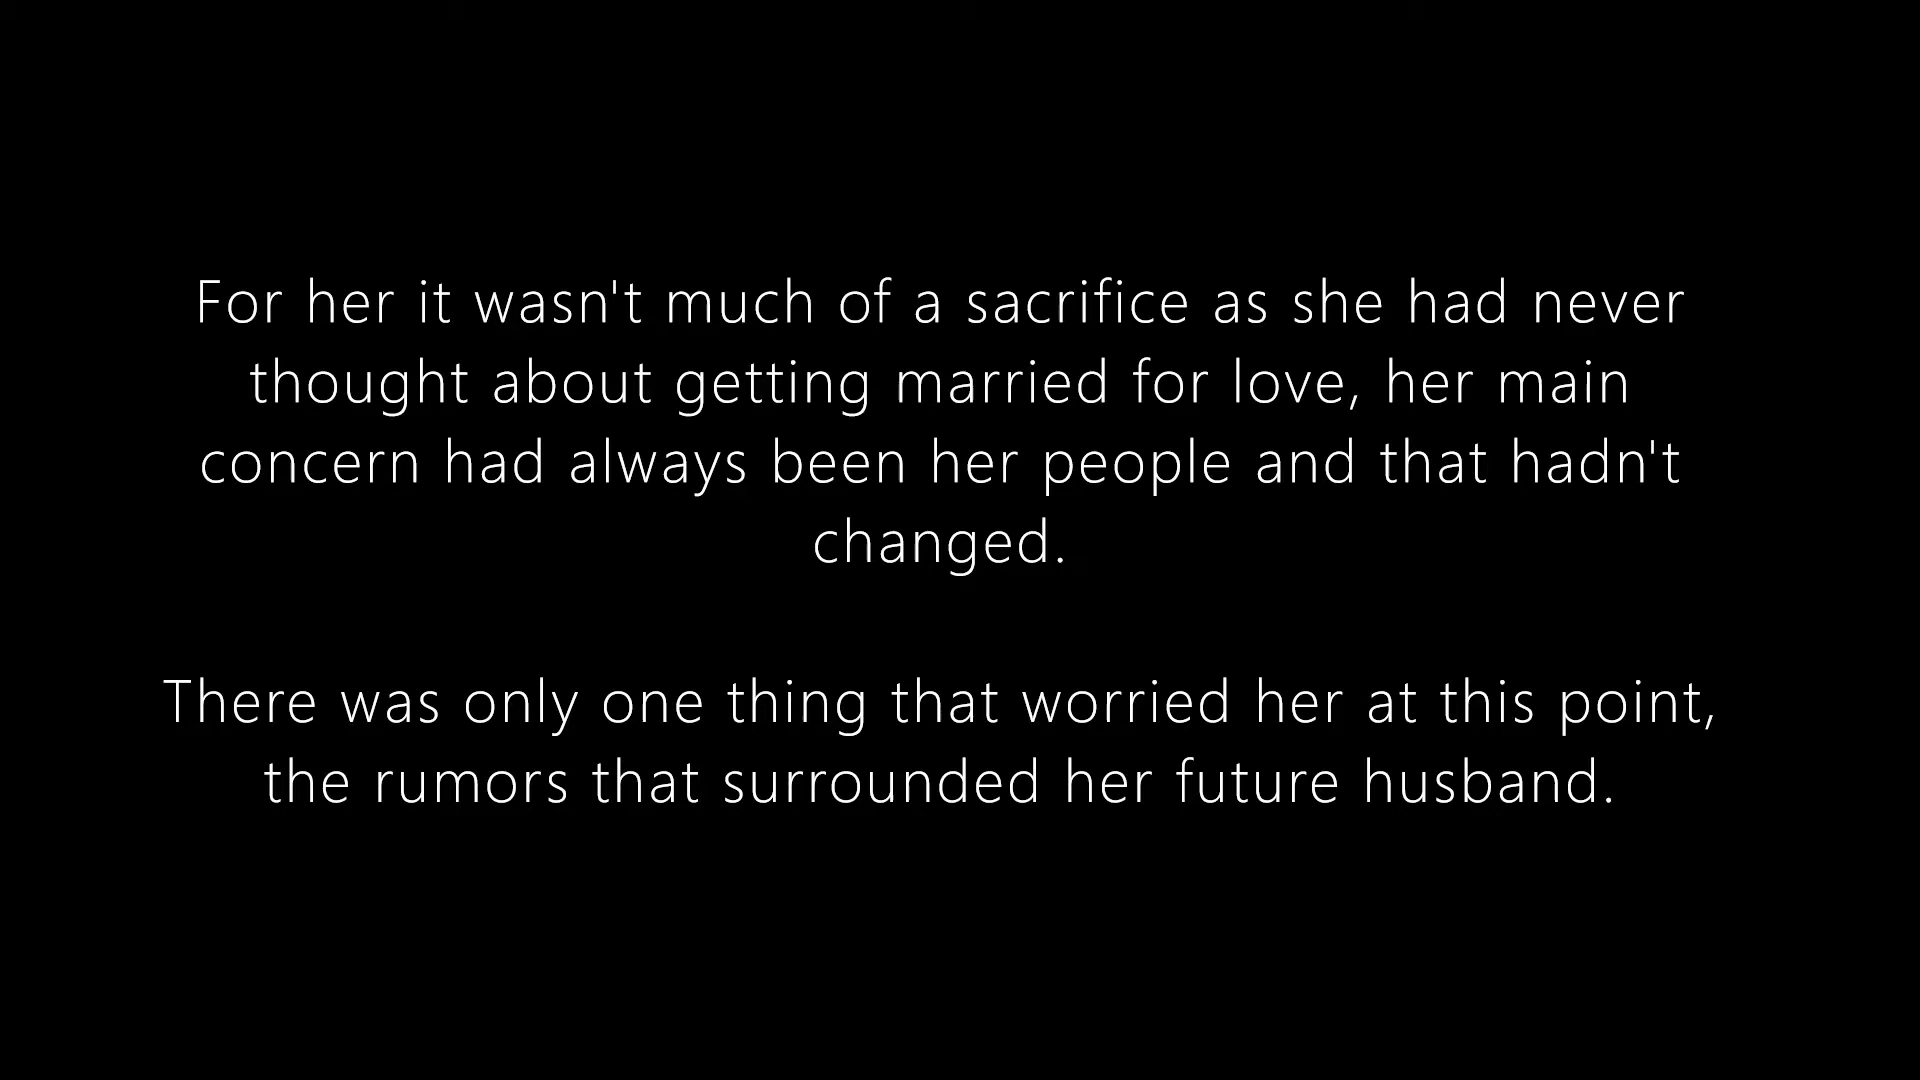 For her it wasn't much of a sacrifice as she had never
thought about getting married for love, her main
concern had always been her people and that hadn't
changed.
There was only one thing that worried her at this point,
the rumors that surrounded her future husband.